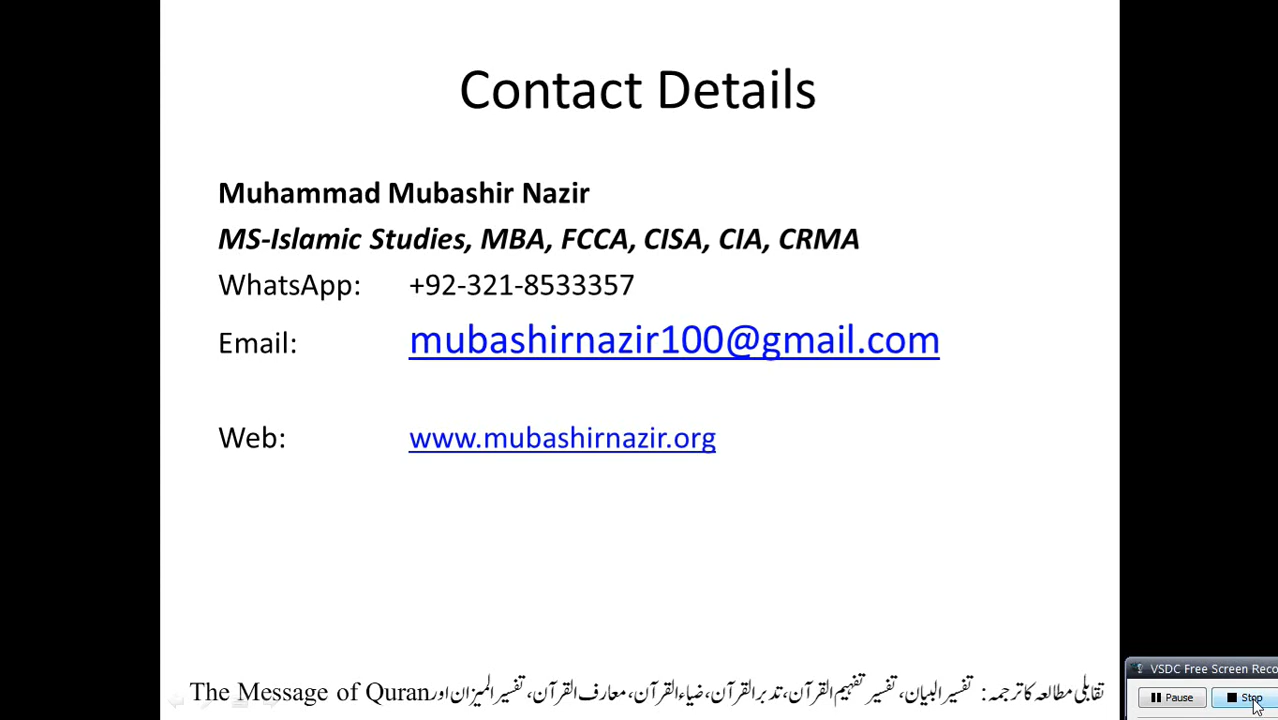 Contact Details
Muhammad Mubashir Nazir
MS-Islamic Studies, MBA, FCCA, CISA, CIA, CRMA
WhatsApp: +92-321-8533357
Email: mubashirnazir100@gmail.com
Web: www.mubashirnazir.org
تقابلی مطالعہ کا ترجمہ: تفسیر البیان، تفسیر تفہیم القرآن، تدبر القرآن، ضیاء القرآن، معارف القرآن، تفسیر المیزان اور The Message of Quran
VSDC Free Screen Reco
Pause Stop